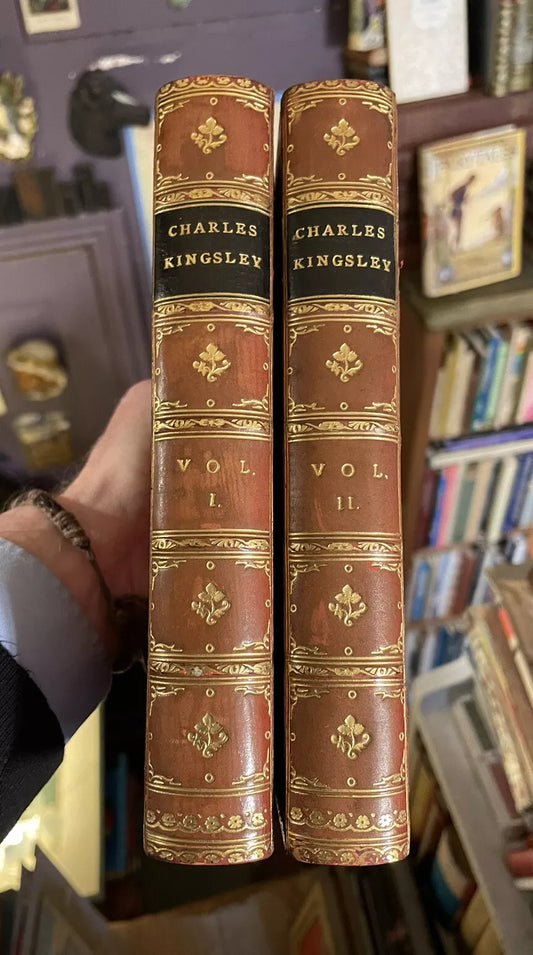 CHARLES
KINGSLEY
VOL.
I.
CHARLES
KINGSLEY
VOL.
II.